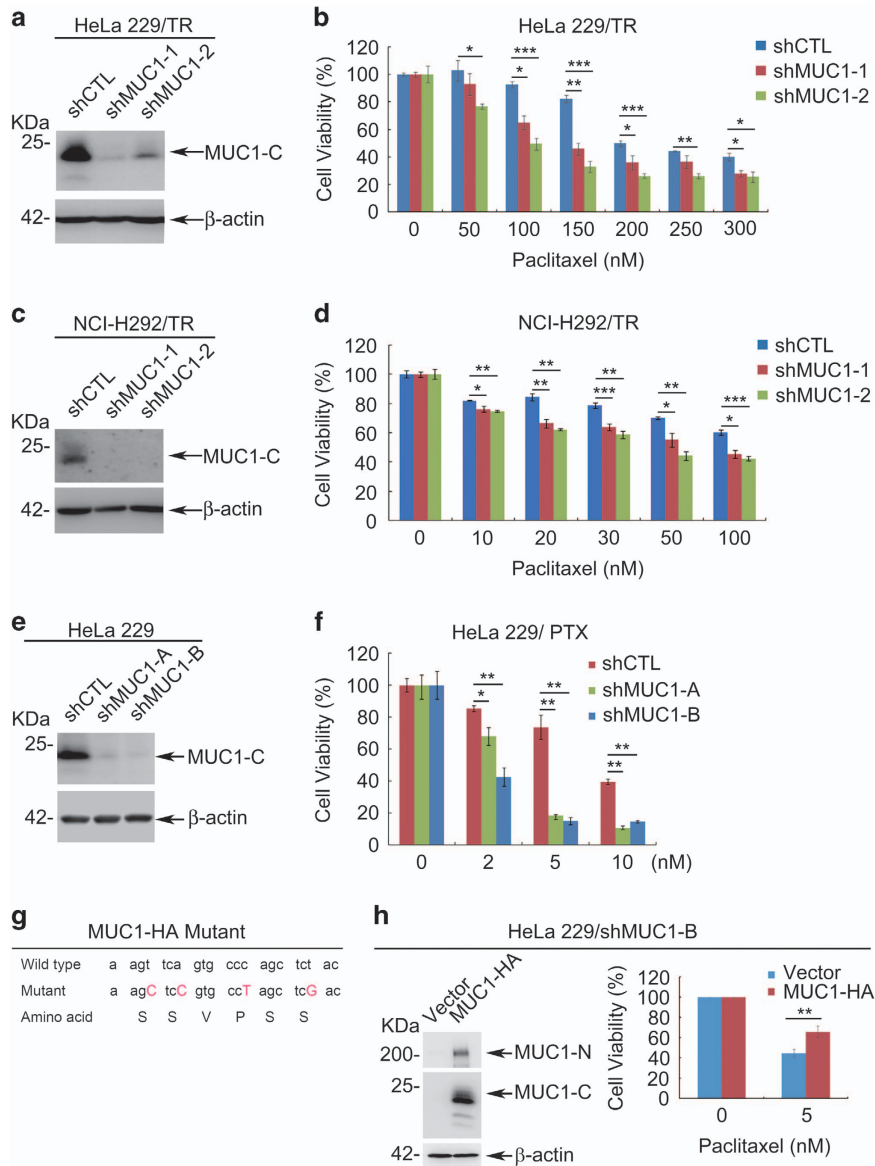 a
HeLa 229/TR
shCTL
shMUC1-1
shMUC1-2
KDa
25-
MUC1-C
42-
β-actin
b
HeLa 229/TR
Cell Viability (%)
120
100
80
60
40
20
0
* *** * *** ** *** * ** * *
shCTL
shMUC1-1
shMUC1-2
0 50 100 150 200 250 300
Paclitaxel (nM)
c
NCI-H292/TR
shCTL
shMUC1-1
shMUC1-2
KDa
25-
MUC1-C
42-
β-actin
d
NCI-H292/TR
Cell Viability (%)
120
100
80
60
40
20
0
** * ** ** ** *** ** * *** *
shCTL
shMUC1-1
shMUC1-2
0 10 20 30 50 100
Paclitaxel (nM)
e
HeLa 229
shCTL
shMUC1-A
shMUC1-B
KDa
25-
MUC1-C
42-
β-actin
f
HeLa 229/ PTX
Cell Viability (%)
120
100
80
60
40
20
0
** * ** ** ** **
shCTL
shMUC1-A
shMUC1-B
0 2 5 10 (nM)
g
MUC1-HA Mutant
Wild type a agt tca gtg ccc agc tct ac
Mutant a agC tcC gtg ccT agc tcG ac
Amino acid S S V P S S
h
HeLa 229/shMUC1-B
Vector
MUC1-HA
KDa
200-
MUC1-N
25-
MUC1-C
42-
β-actin
Cell Viability (%)
100
80
60
40
20
0
**
Vector
MUC1-HA
0 5
Paclitaxel (nM)